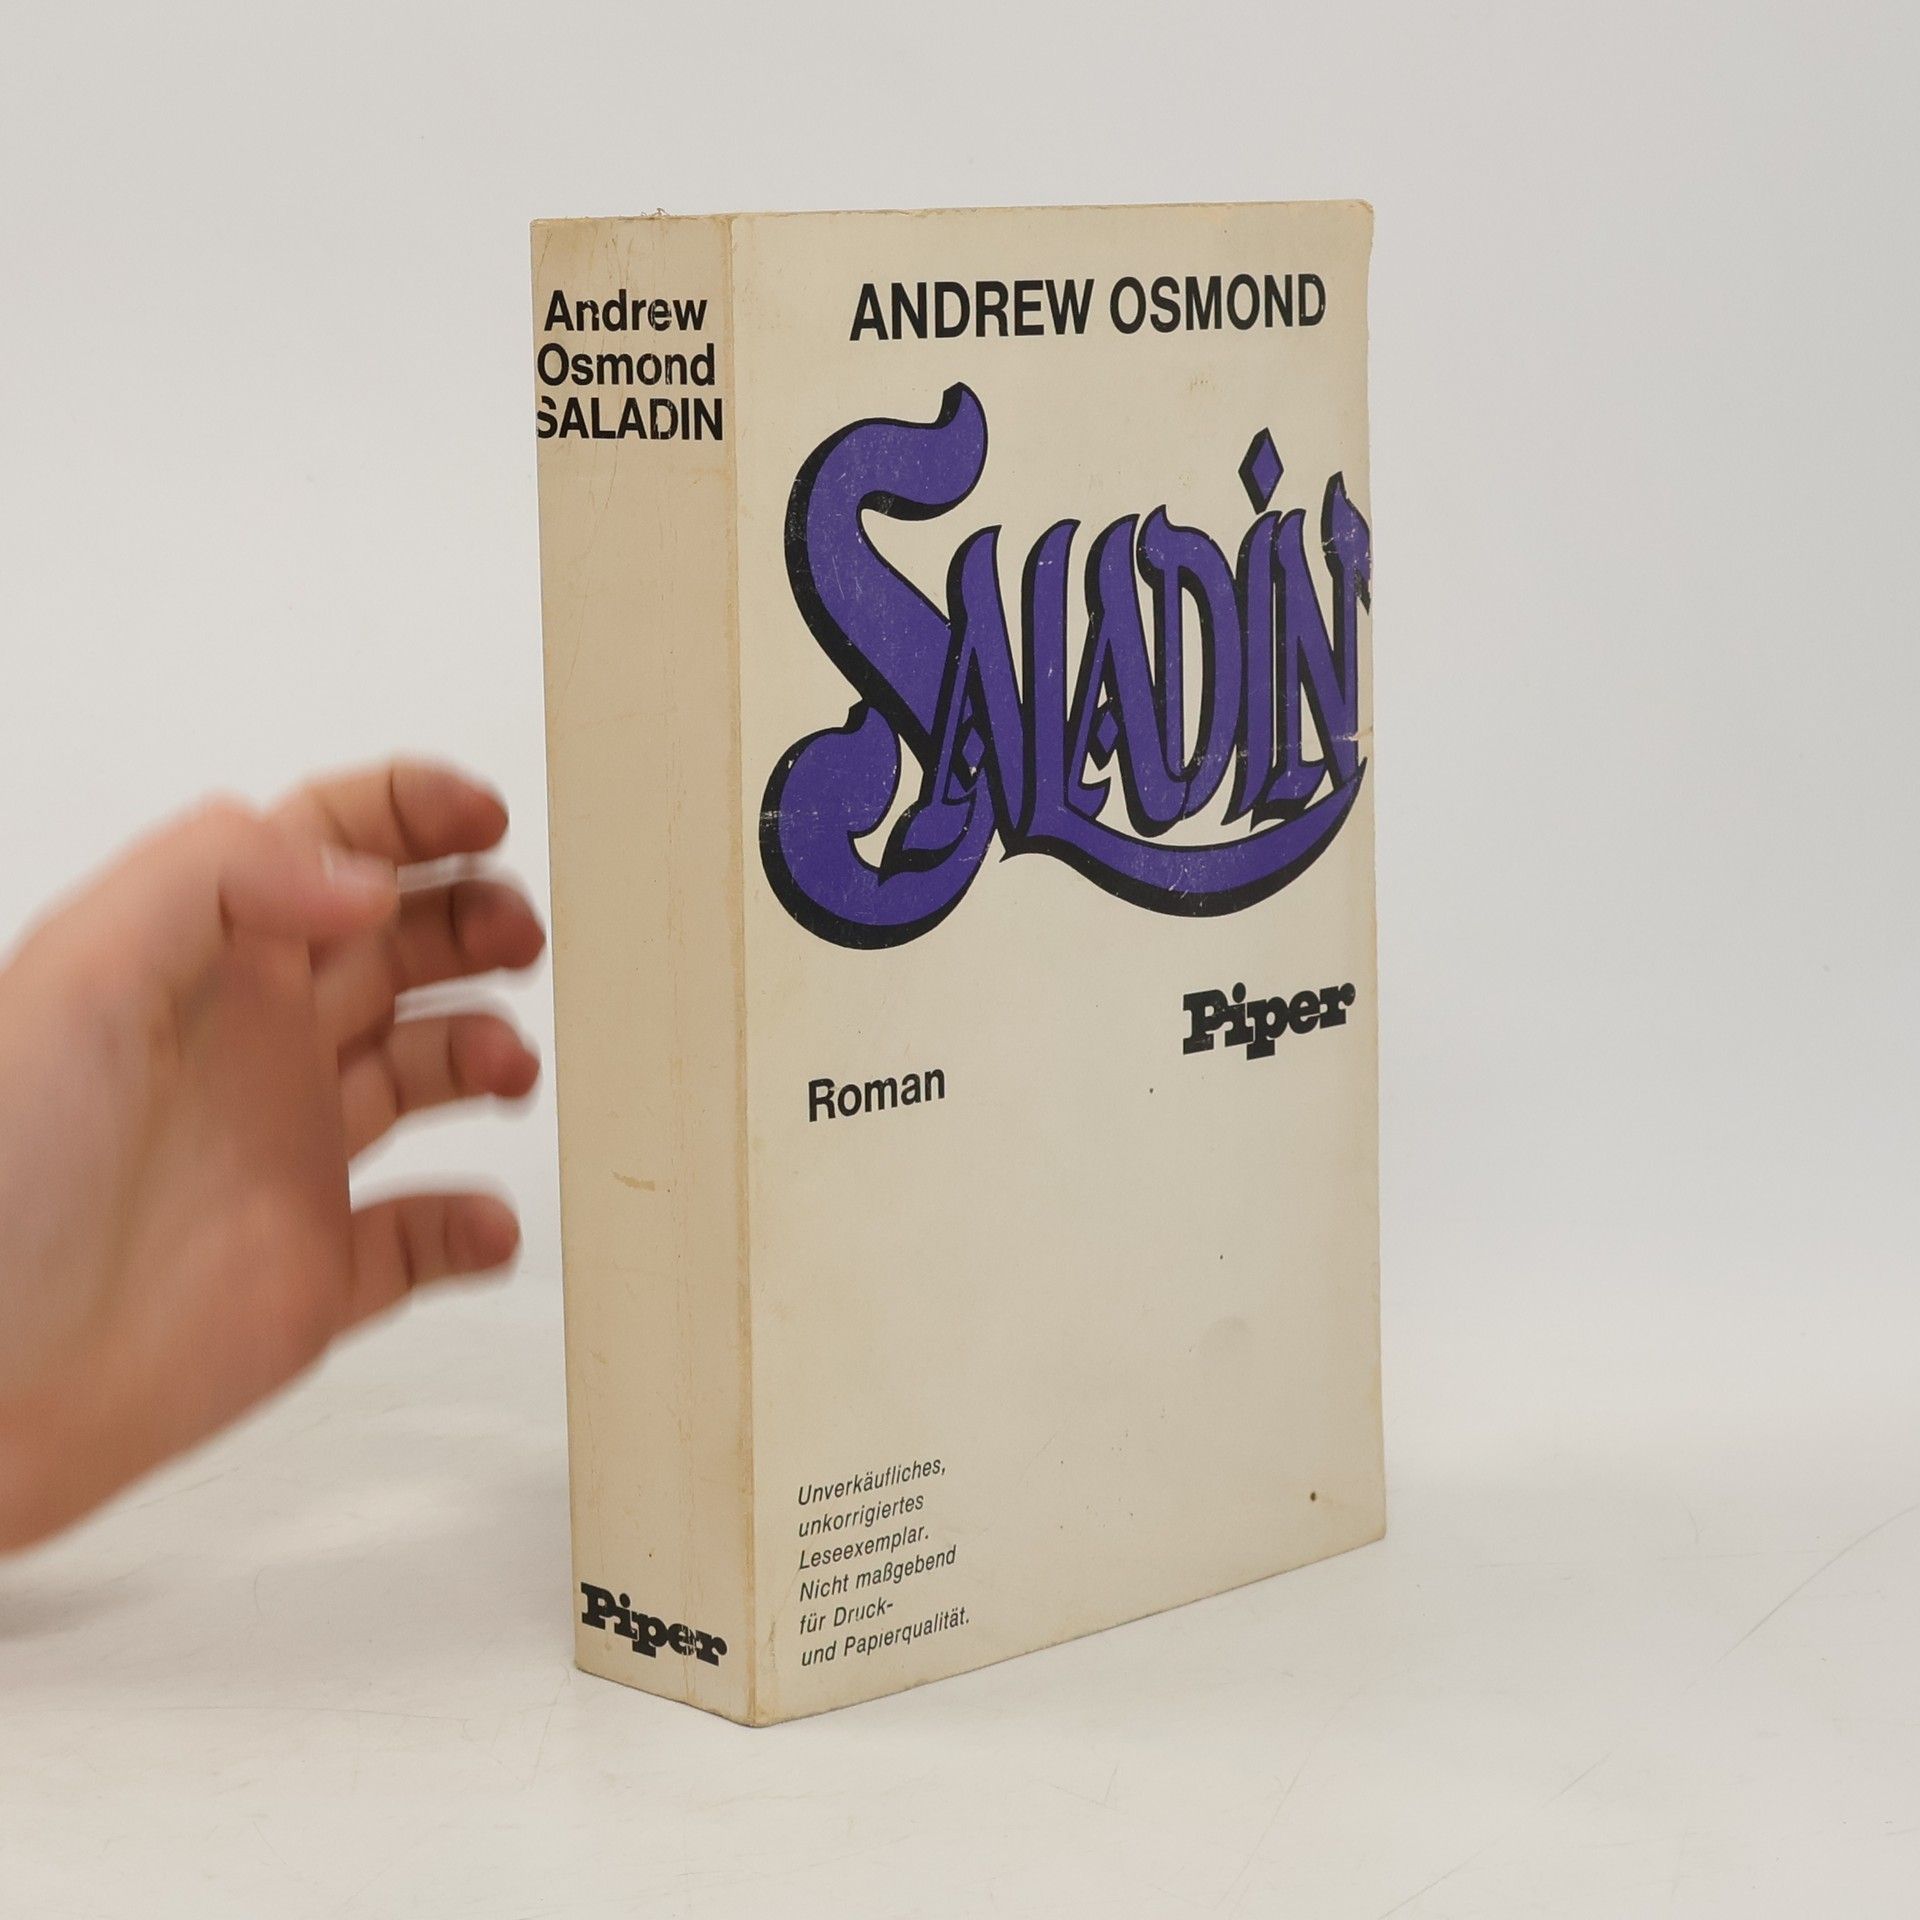 Andrew
Osmond
SALADIN
Piper
ANDREW OSMOND
SALADIN
Piper
Roman
Unverkäufliches,
unkorrigiertes
Leseexemplar.
Nicht maßgebend
für Druck-
und Papierqualität.